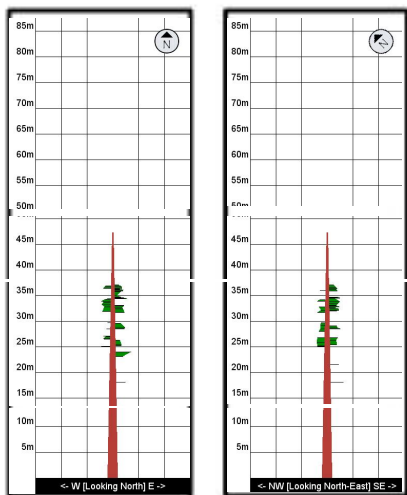 85m
80m
75m
70m
65m
60m
55m
50m
45m
40m
35m
30m
25m
20m
15m
10m
5m
N
<- W [Looking North] E ->
85m
80m
75m
70m
65m
60m
55m
50m
45m
40m
35m
30m
25m
20m
15m
10m
5m
N
<- NW [Looking North-East] SE ->